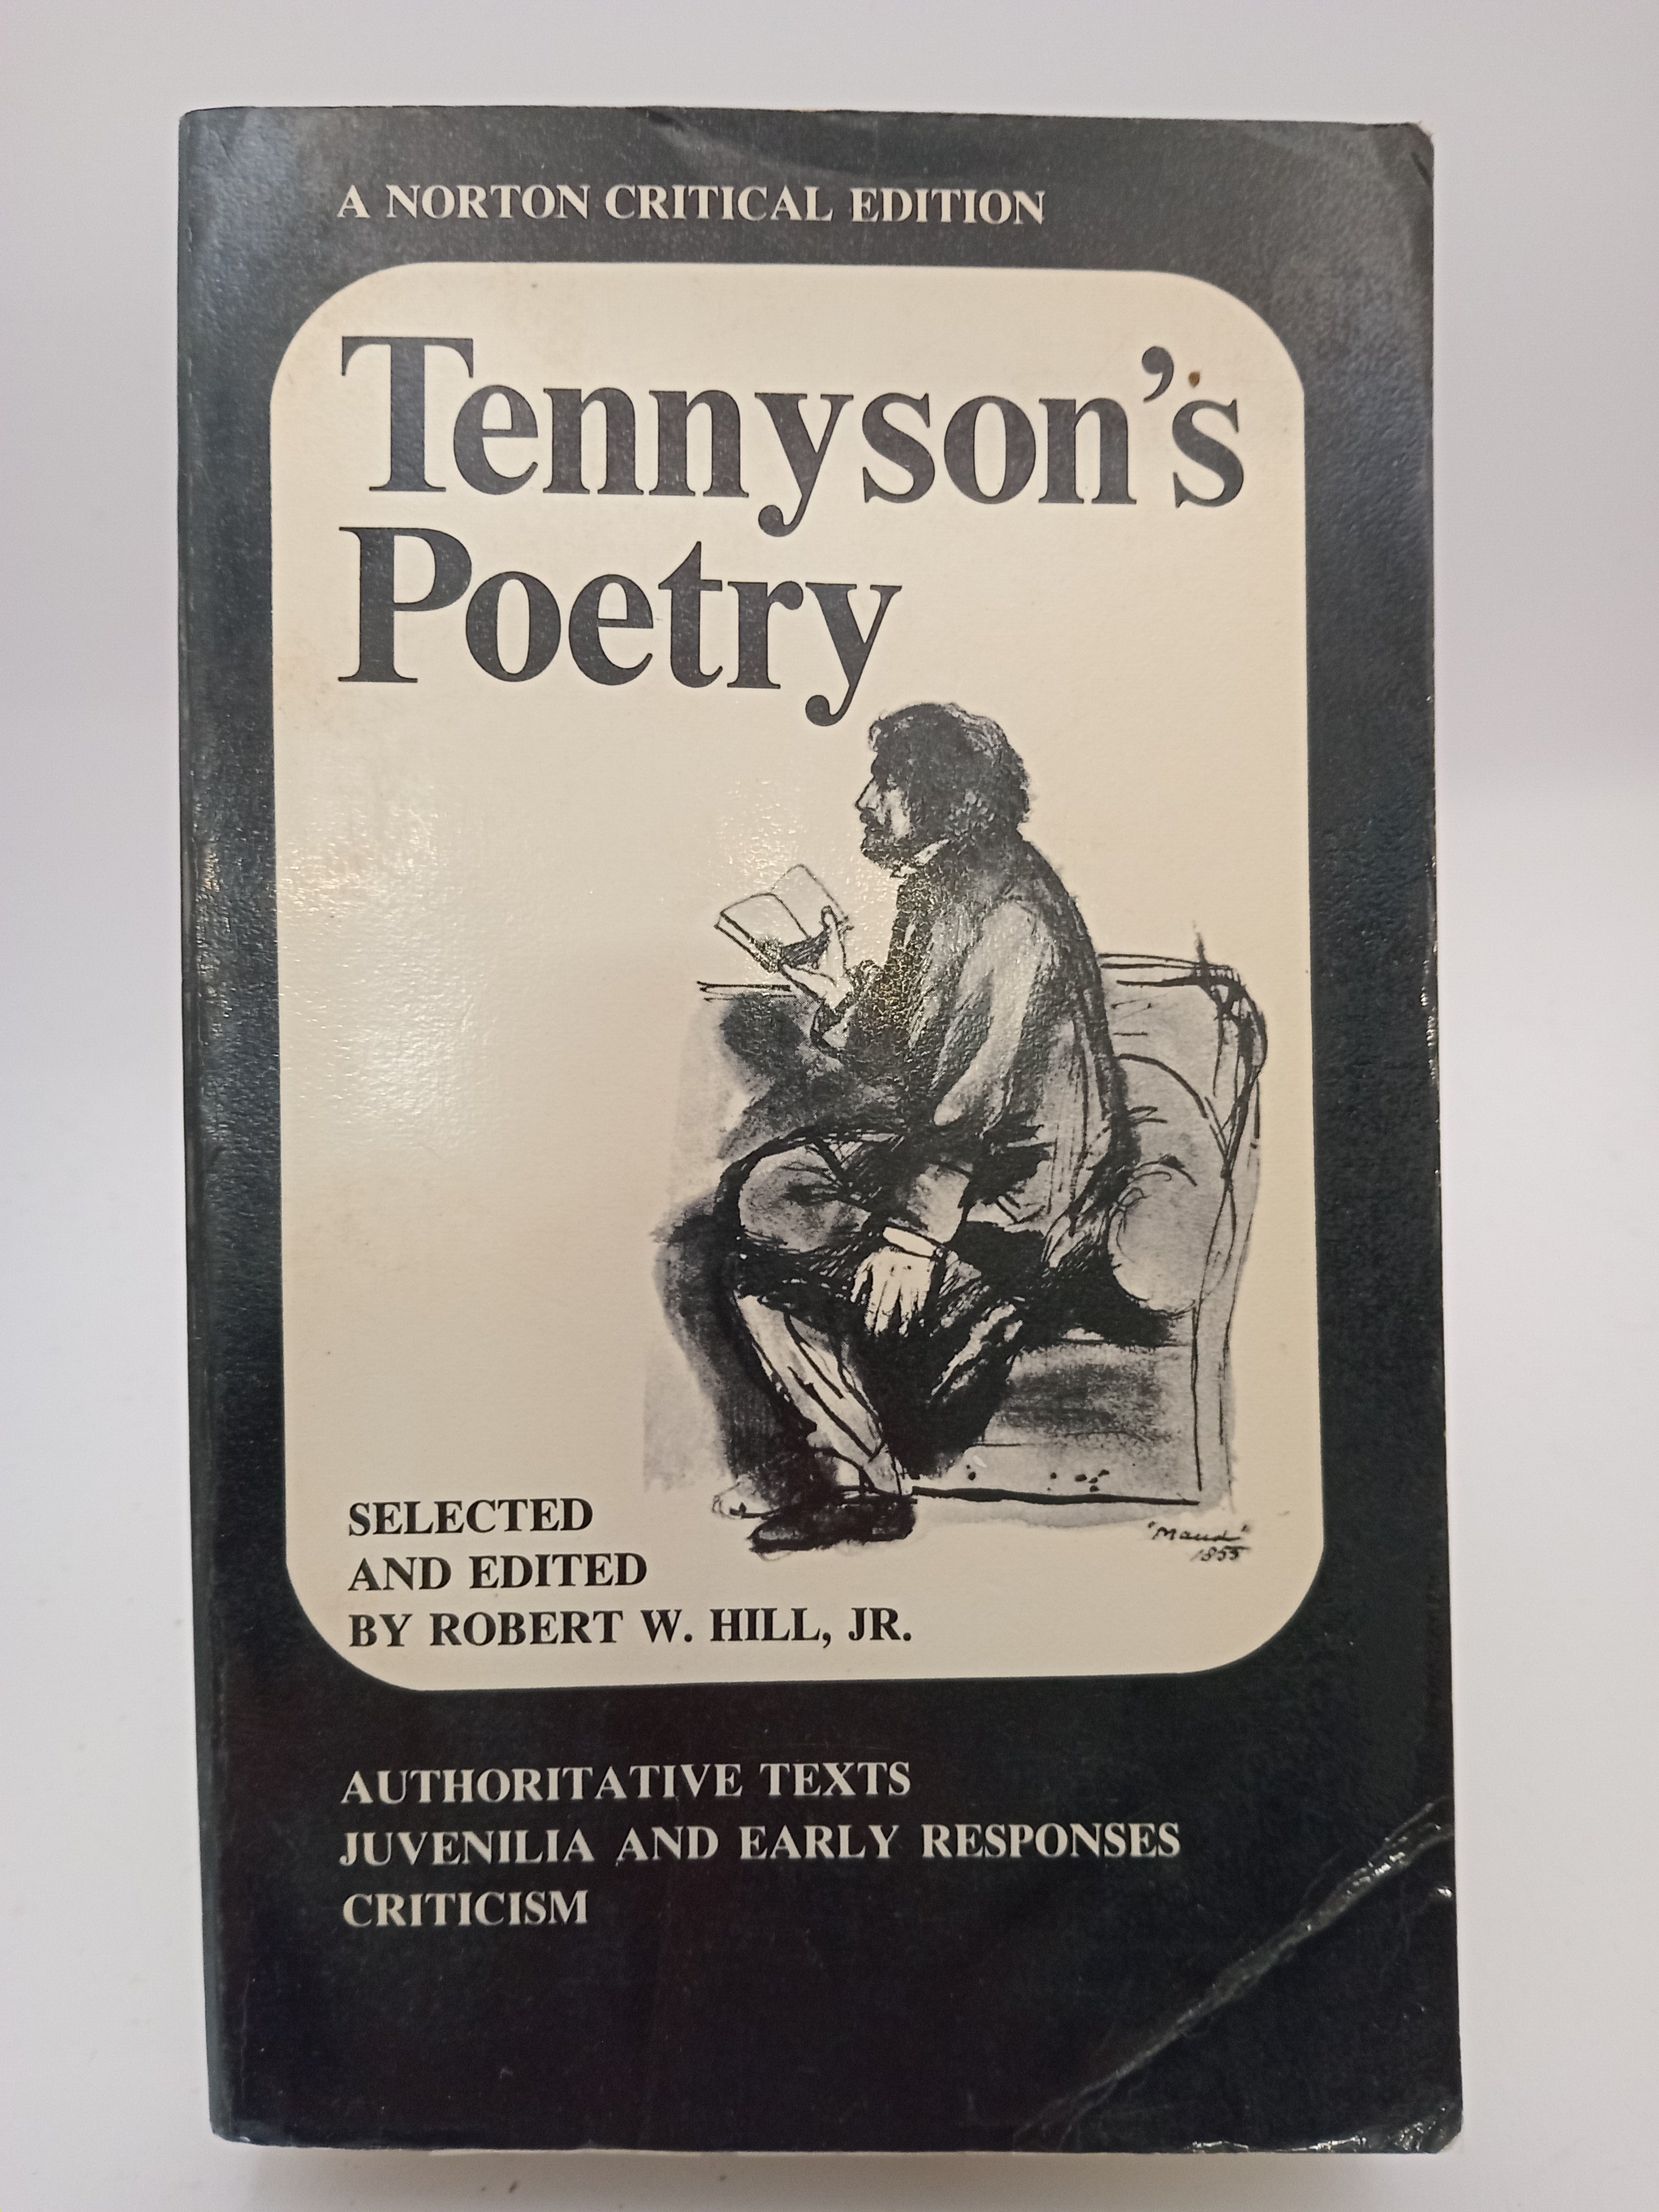 A NORTON CRITICAL EDITION
Tennyson's
Poetry
"Maud"
1855
SELECTED
AND EDITED
BY ROBERT W. HILL, JR.
AUTHORITATIVE TEXTS
JUVENILIA AND EARLY RESPONSES
CRITICISM